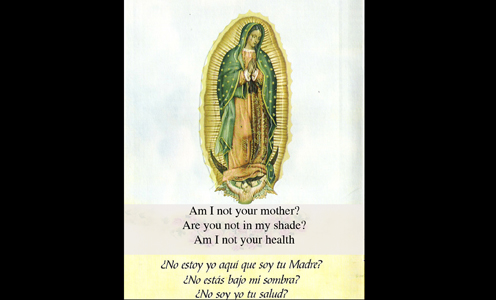 Am I not your mother?
Are you not in my shade?
Am I not your health
¿No estoy yo aquí que soy tu Madre?
¿No estás bajo mi sombra?
¿No soy yo tu salud?